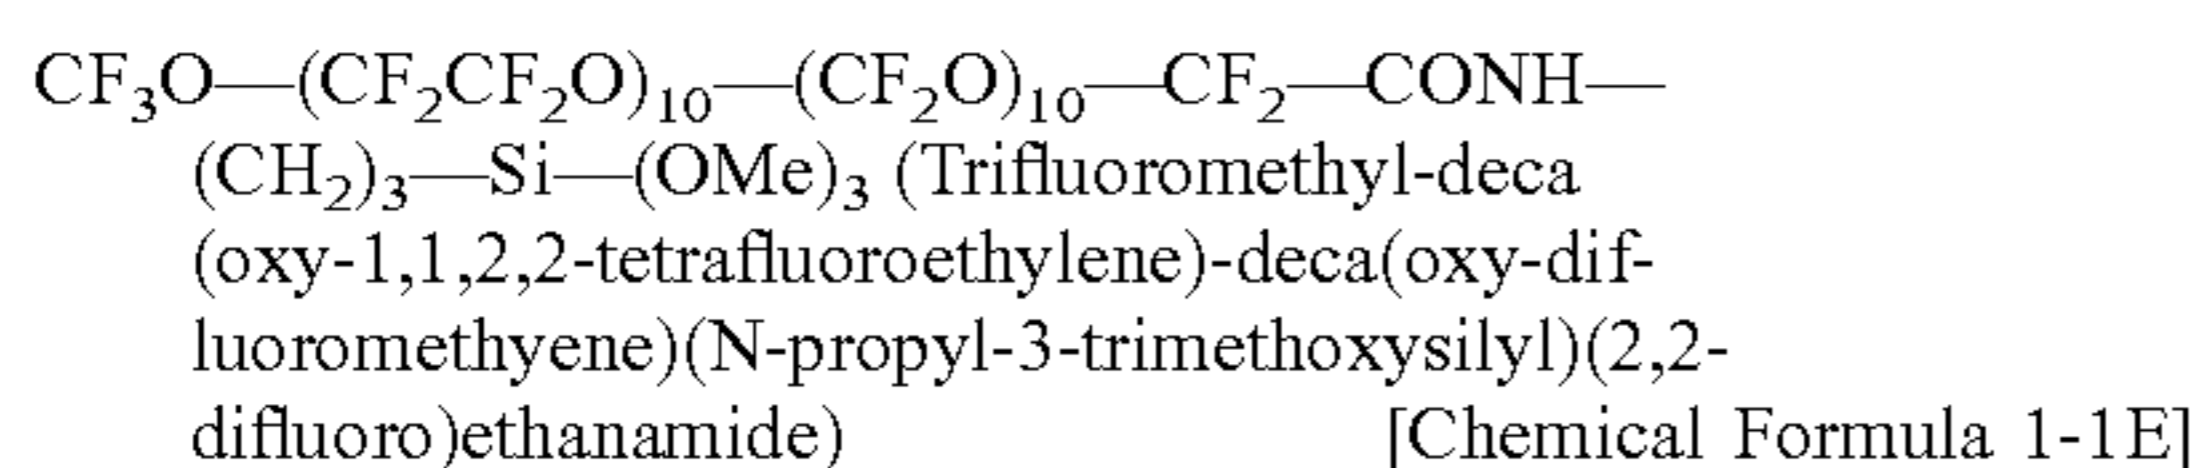 CF₃O—(CF₂CF₂O)₁₀—(CF₂O)₁₀—CF₂—CONH—
(CH₂)₃—Si—(OMe)₃ (Trifluoromethyl-deca
(oxy-1,1,2,2-tetrafluoroethylene)-deca(oxy-dif-
luoromethyene)(N-propyl-3-trimethoxysilyl)(2,2-
difluoro)ethanamide) [Chemical Formula 1-1E]